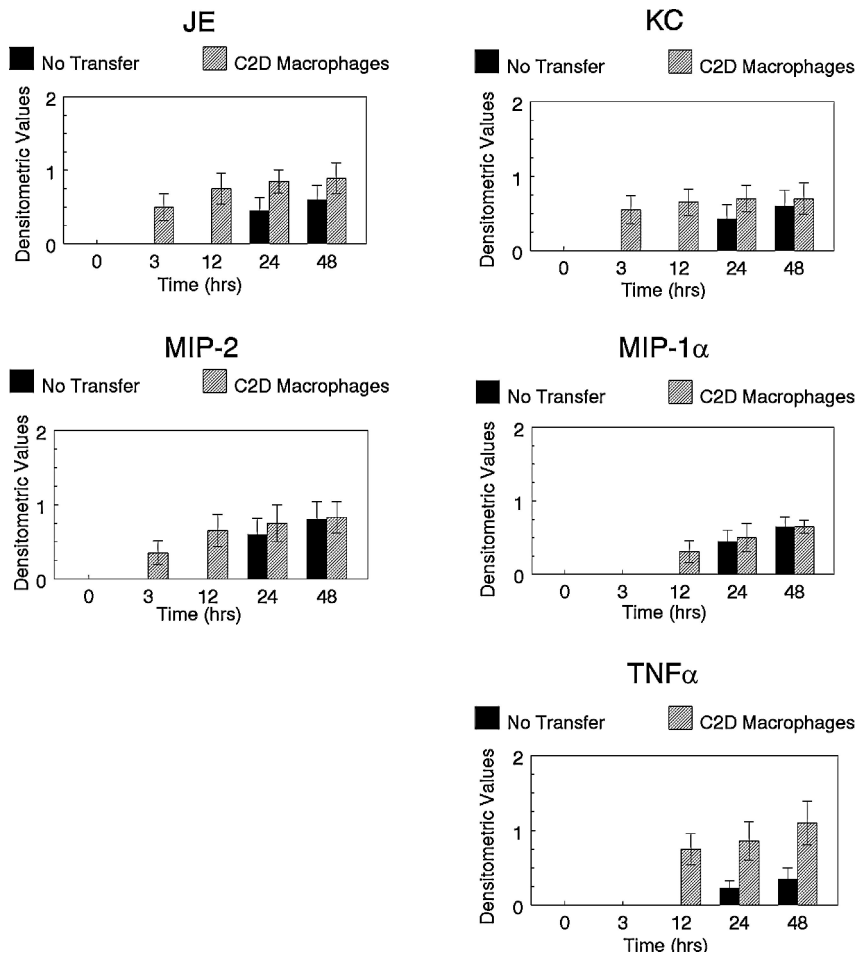 JE
No Transfer C2D Macrophages
Densitometric Values
2
1
0
0 3 12 24 48
Time (hrs)
KC
No Transfer C2D Macrophages
Densitometric Values
2
1
0
0 3 12 24 48
Time (hrs)
MIP-2
No Transfer C2D Macrophages
Densitometric Values
2
1
0
0 3 12 24 48
Time (hrs)
MIP-1α
No Transfer C2D Macrophages
Densitometric Values
2
1
0
0 3 12 24 48
Time (hrs)
TNFα
No Transfer C2D Macrophages
Densitometric Values
2
1
0
0 3 12 24 48
Time (hrs)